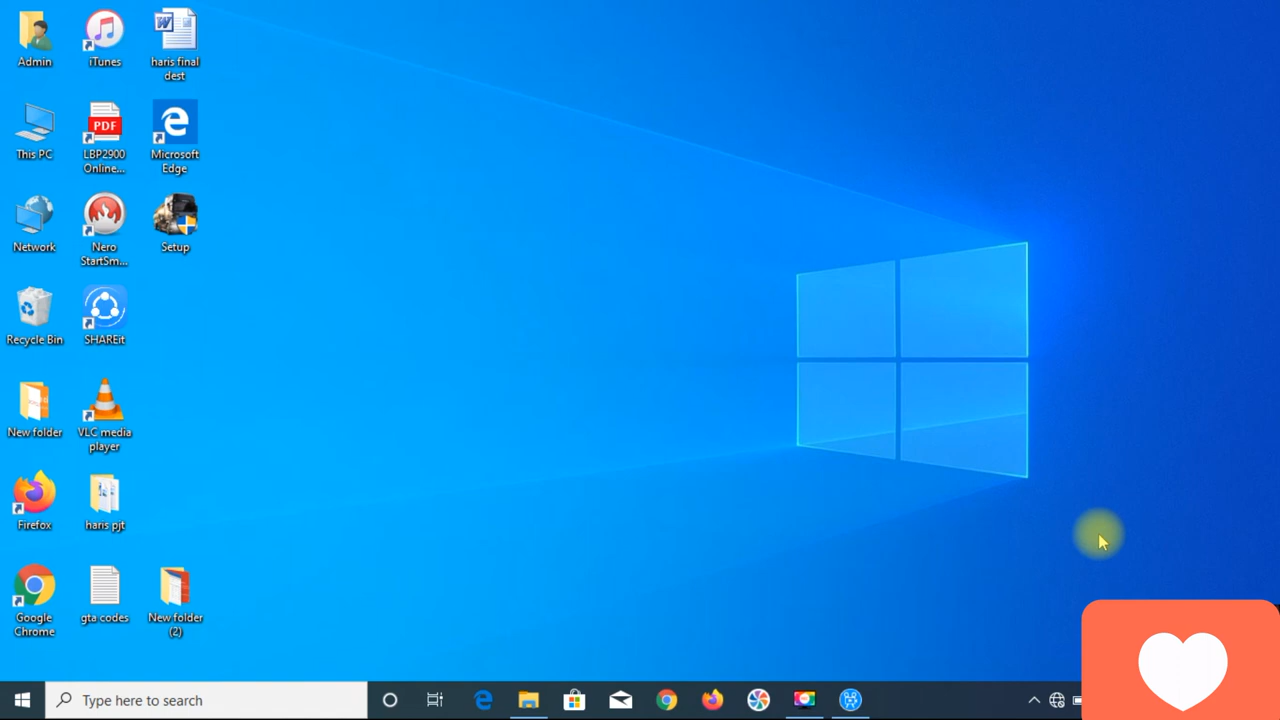 Admin
iTunes
haris final
dest
This PC
PDF
LBP2900
Online...
Microsoft
Edge
Network
Nero
StartSm...
Setup
Recycle Bin
SHAREit
New folder
VLC media
player
Firefox
haris pjt
Google
Chrome
gta codes
New folder
(2)
Type here to search